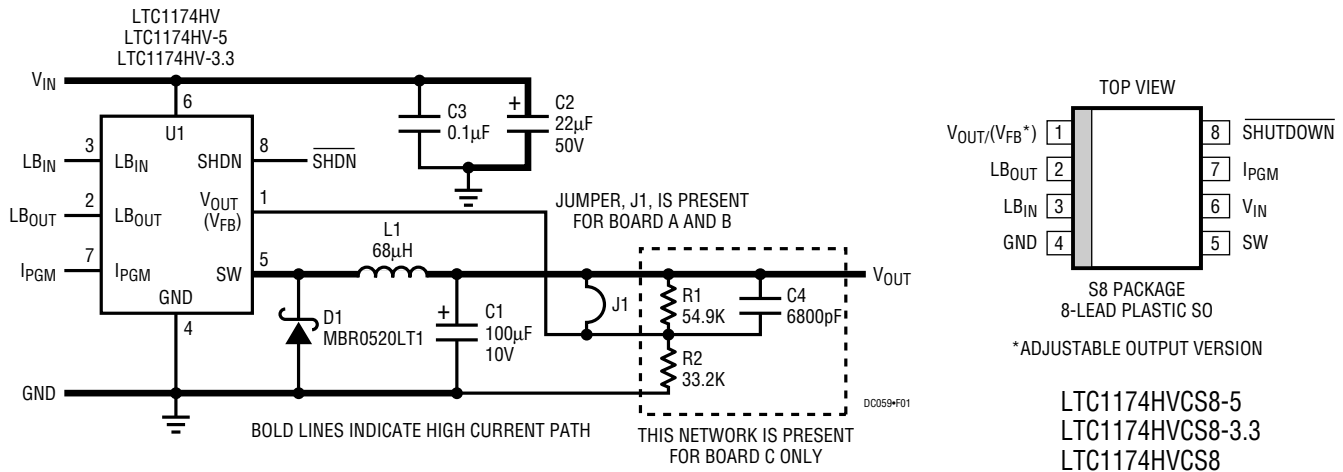 LTC1174HV
LTC1174HV-5
LTC1174HV-3.3
VIN
6
U1
3
LBIN
LBIN
SHDN
8
SHDN
2
LBOUT
LBOUT
VOUT
(VFB)
1
7
IPGM
IPGM
SW
5
GND
4
GND
C3
0.1µF
+
C2
22µF
50V
JUMPER, J1, IS PRESENT
FOR BOARD A AND B
L1
68µH
VOUT
D1
MBR0520LT1
+
C1
100µF
10V
J1
R1
54.9K
C4
6800pF
R2
33.2K
DC059•F01
BOLD LINES INDICATE HIGH CURRENT PATH
THIS NETWORK IS PRESENT
FOR BOARD C ONLY
TOP VIEW
VOUT/(VFB*) 1
8 SHUTDOWN
LBOUT 2
7 IPGM
LBIN 3
6 VIN
GND 4
5 SW
S8 PACKAGE
8-LEAD PLASTIC SO
*ADJUSTABLE OUTPUT VERSION
LTC1174HVCS8-5
LTC1174HVCS8-3.3
LTC1174HVCS8